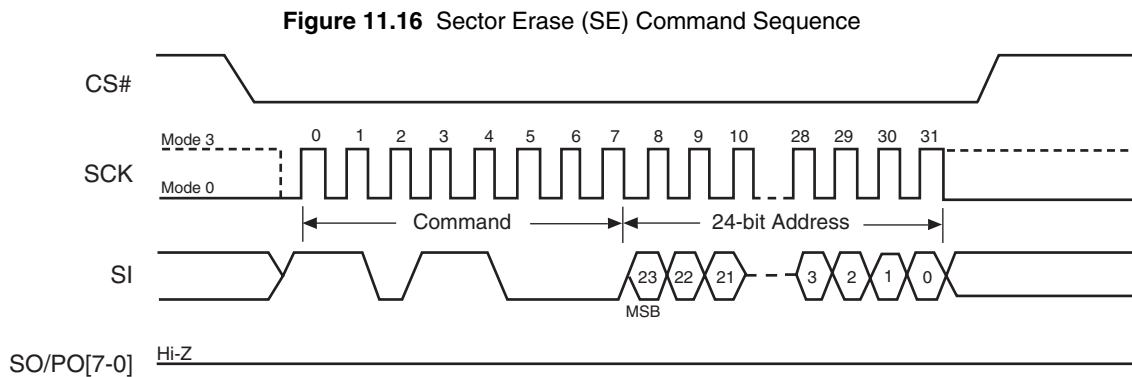 Figure 11.16 Sector Erase (SE) Command Sequence
CS#
Mode 3
0 1 2 3 4 5 6 7 8 9 10 28 29 30 31
SCK
Mode 0
Command 24-bit Address
SI
23 22 21 3 2 1 0
MSB
Hi-Z
SO/PO[7-0]